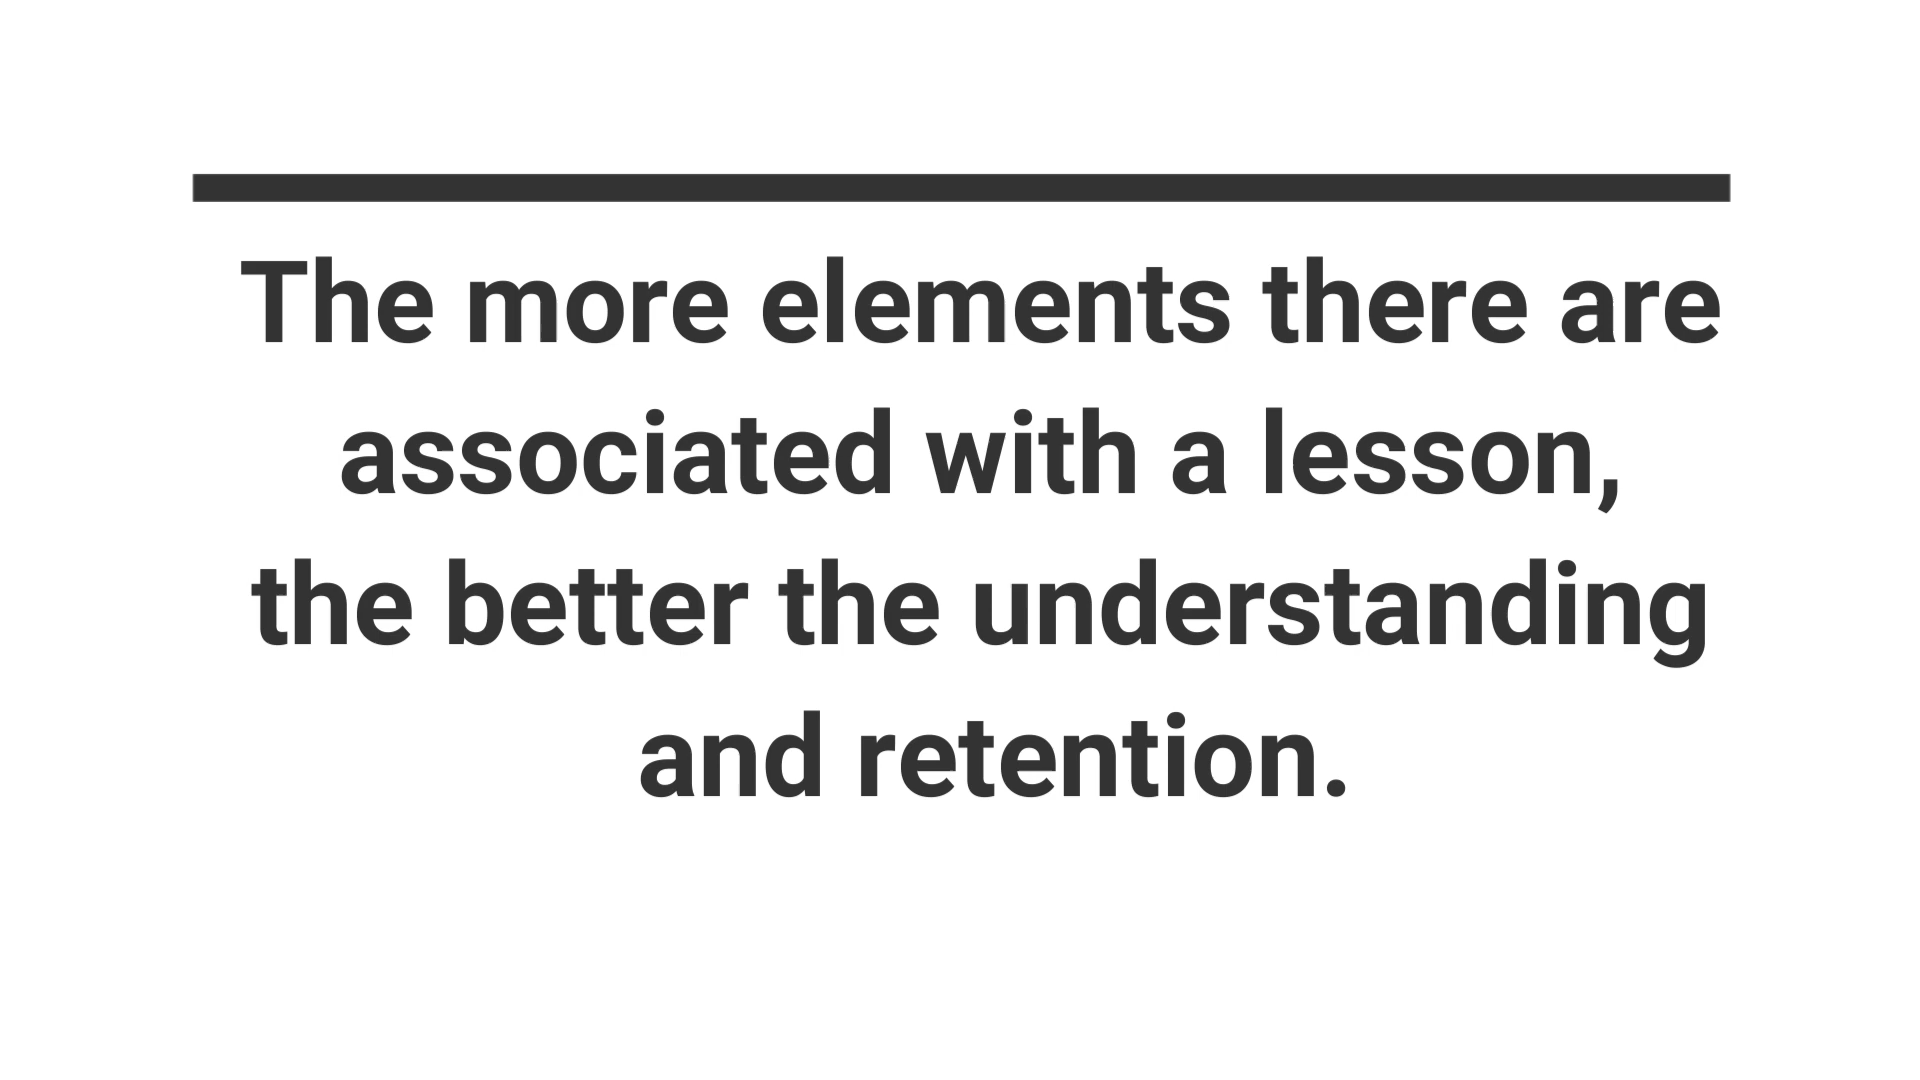 The more elements there are
associated with a lesson,
the better the understanding
and retention.